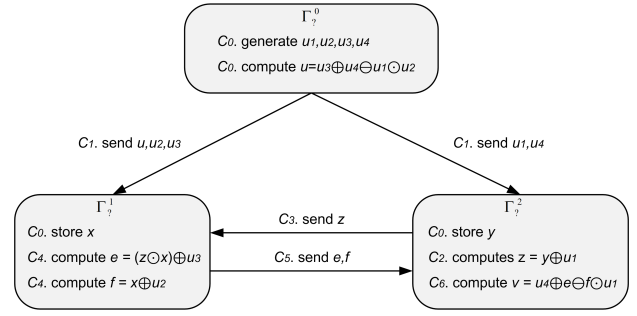 Γ?⁰
C0. generate u1,u2,u3,u4
C0. compute u=u3⊕u4⊖u1⊙u2
C1. send u,u2,u3
C1. send u1,u4
Γ?¹
C0. store x
C4. compute e = (z⊙x)⊕u3
C4. compute f = x⊕u2
C3. send z
C5. send e,f
Γ?²
C0. store y
C2. computes z = y⊕u1
C6. compute v = u4⊕e⊖f⊙u1